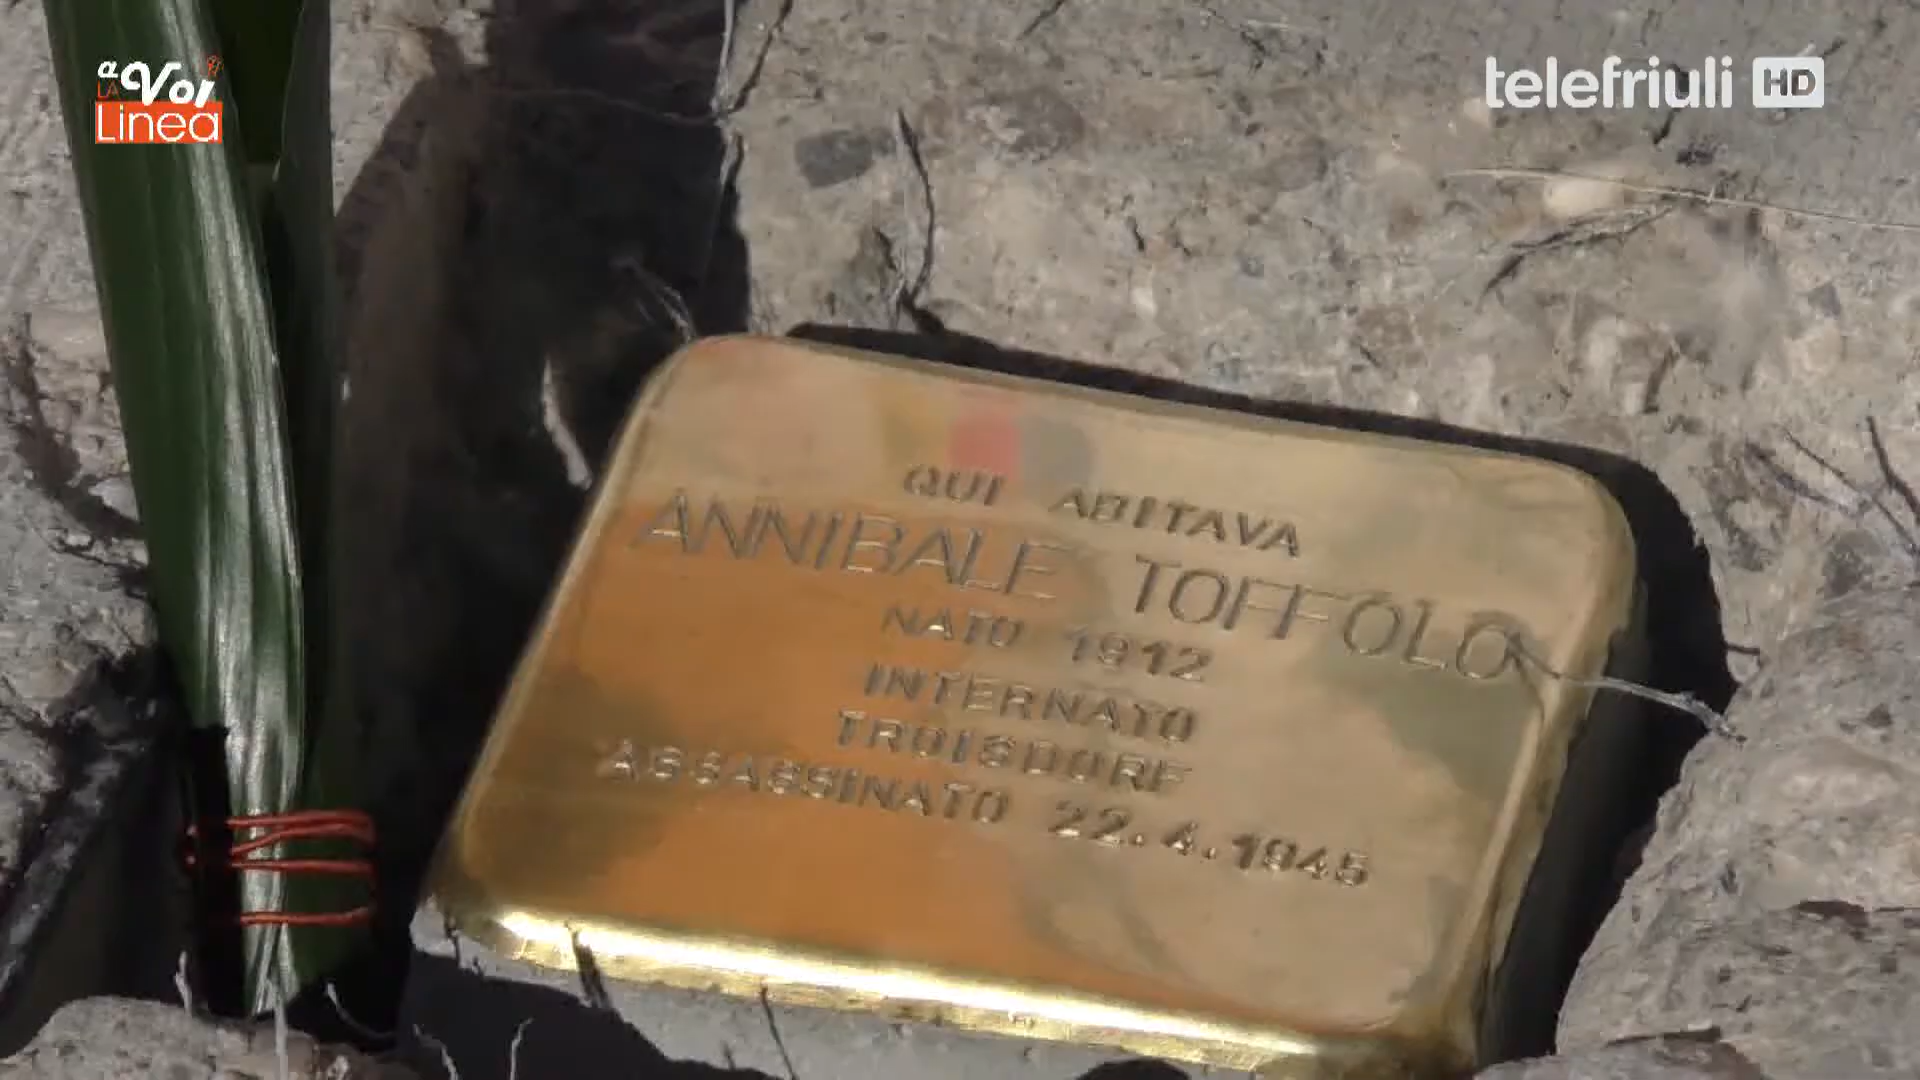 a Voi
LA
Linea
telefriuli HD
QUI ABITAVA
ANNIBALE TOFFOLO
NATO 1912
INTERNATO
TROISDORF
ASSASSINATO 22.4.1945